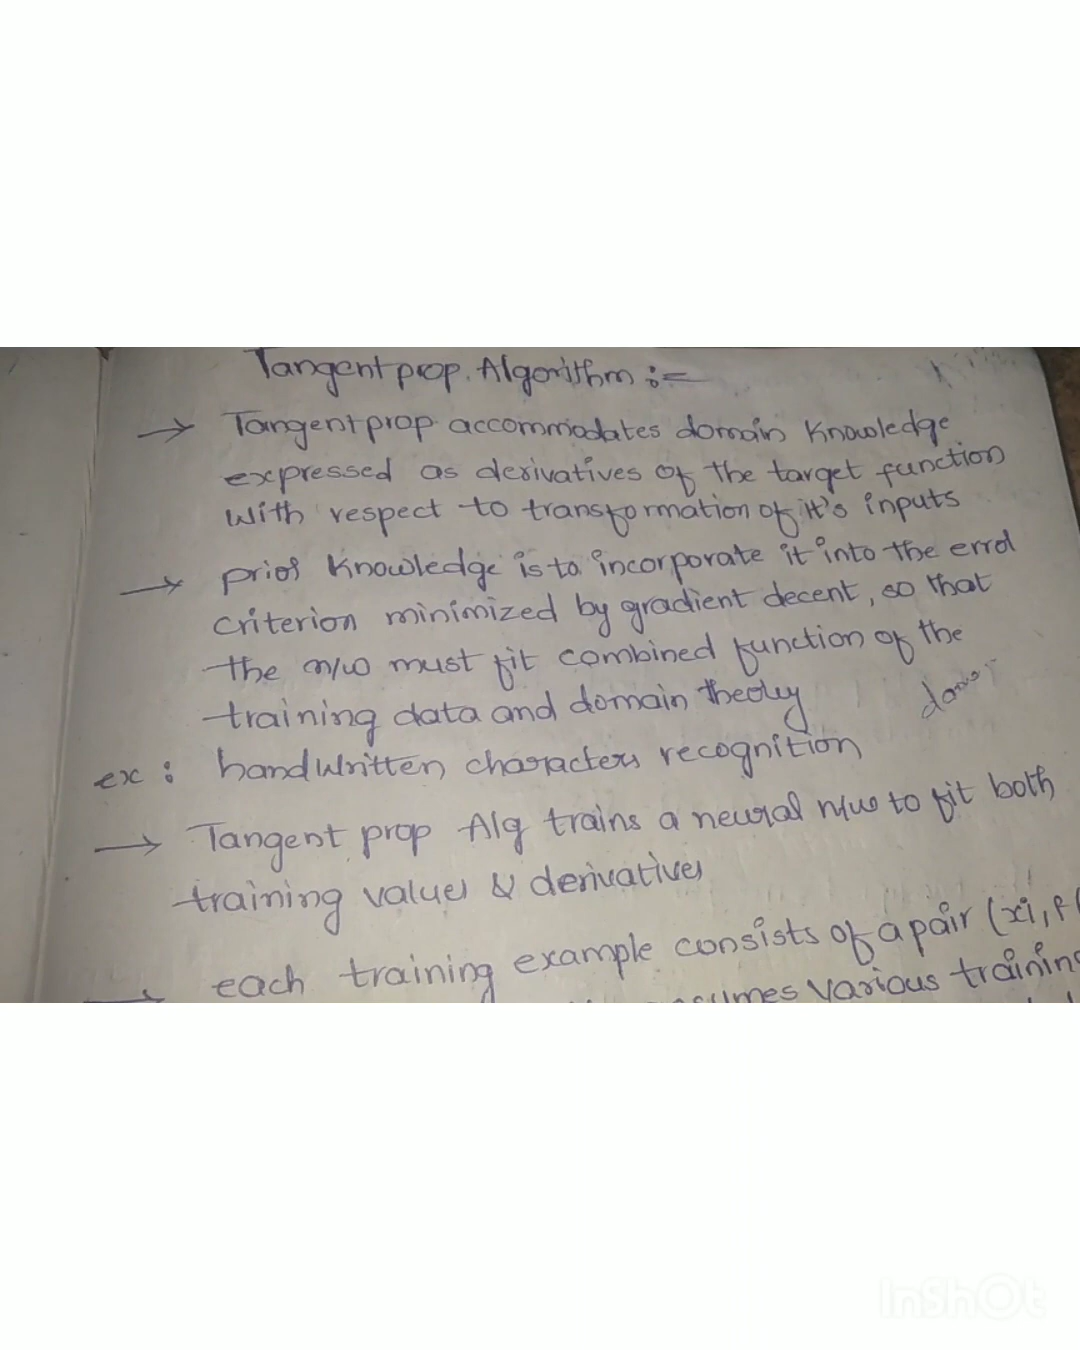 Tangentprop. Algorithm :-
→ Tangentprop accommodates domain knowledge
expressed as derivatives of the target function
with respect to transformation of it's inputs
→ prior knowledge is to incorporate it into the error
criterion minimized by gradient decent, so that
the n/w must fit combined function of the
training data and domain theory
ex : handwritten characters recognition
→ Tangent prop Alg trains a neural n/w to fit both
training values & derivatives
→ each training example consists of a pair (xi, f(
various training
InShOt